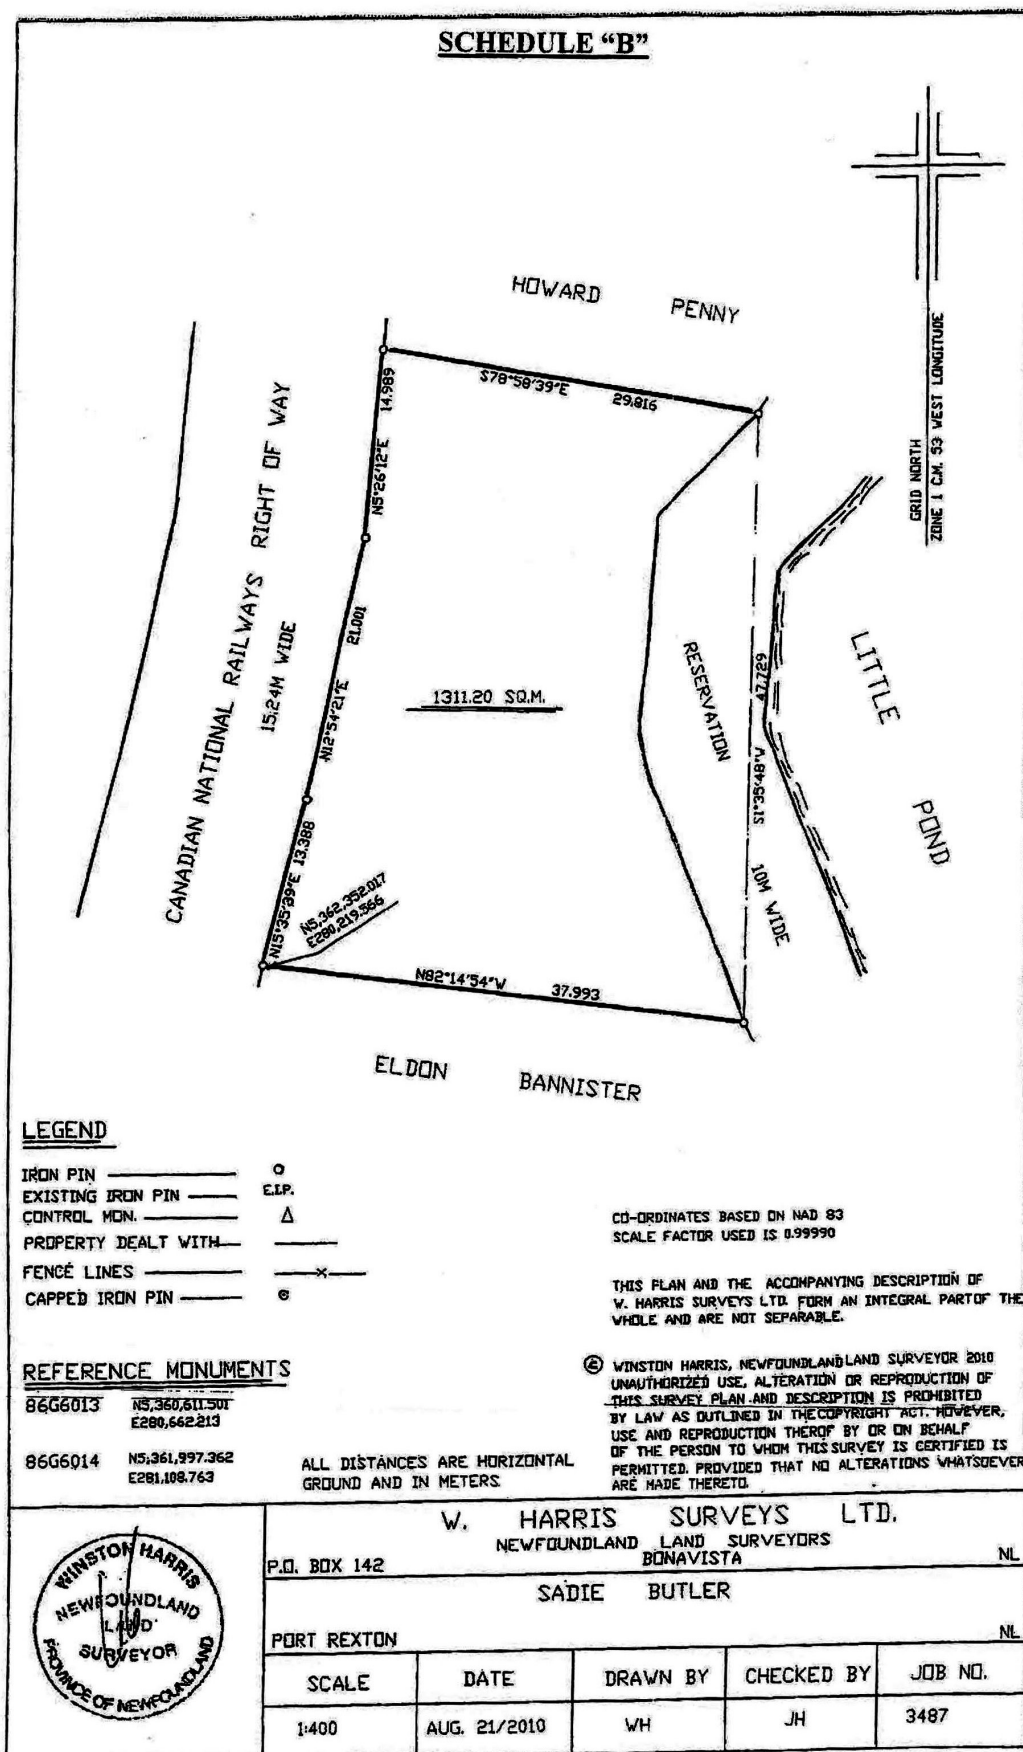 SCHEDULE “B”
HOWARD PENNY
S78°58'39"E 29.816
14.989
N5°26'12"E
CANADIAN NATIONAL RAILWAYS RIGHT OF WAY
15.24M WIDE
21.001
N12°54'21"E
1311.20 SQ.M.
RESERVATION
47.729
S1°35'48"W
10M WIDE
LITTLE
POND
GRID NORTH
ZONE 1 C.M. 53 WEST LONGITUDE
N15°35'39"E 13.388
N5,362,352.017
E280,219.566
N82°14'54"W 37.993
ELDON BANNISTER
LEGEND
IRON PIN
EXISTING IRON PIN E.I.P.
CONTROL MON.
PROPERTY DEALT WITH
FENCE LINES
CAPPED IRON PIN
CO-ORDINATES BASED ON NAD 83
SCALE FACTOR USED IS 0.99990
THIS PLAN AND THE ACCOMPANYING DESCRIPTION OF
W. HARRIS SURVEYS LTD. FORM AN INTEGRAL PART OF THE
WHOLE AND ARE NOT SEPARABLE.
REFERENCE MONUMENTS
86G6013 N5,360,611.501
E280,662.213
86G6014 N5,361,997.362
E281,108.763
ALL DISTANCES ARE HORIZONTAL
GROUND AND IN METERS
© WINSTON HARRIS, NEWFOUNDLAND LAND SURVEYOR 2010
UNAUTHORIZED USE, ALTERATION OR REPRODUCTION OF
THIS SURVEY PLAN AND DESCRIPTION IS PROHIBITED
BY LAW AS OUTLINED IN THE COPYRIGHT ACT. HOWEVER,
USE AND REPRODUCTION THEROF BY OR ON BEHALF
OF THE PERSON TO WHOM THIS SURVEY IS CERTIFIED IS
PERMITTED. PROVIDED THAT NO ALTERATIONS WHATSOEVER
ARE MADE THERETO.
WINSTON HARRIS
NEWFOUNDLAND
LAND
SURVEYOR
PROVINCE OF NEWFOUNDLAND
W. HARRIS SURVEYS LTD.
NEWFOUNDLAND LAND SURVEYORS
P.O. BOX 142 BONAVISTA NL
SADIE BUTLER
PORT REXTON NL
SCALE DATE DRAWN BY CHECKED BY JOB NO.
1:400 AUG. 21/2010 WH JH 3487